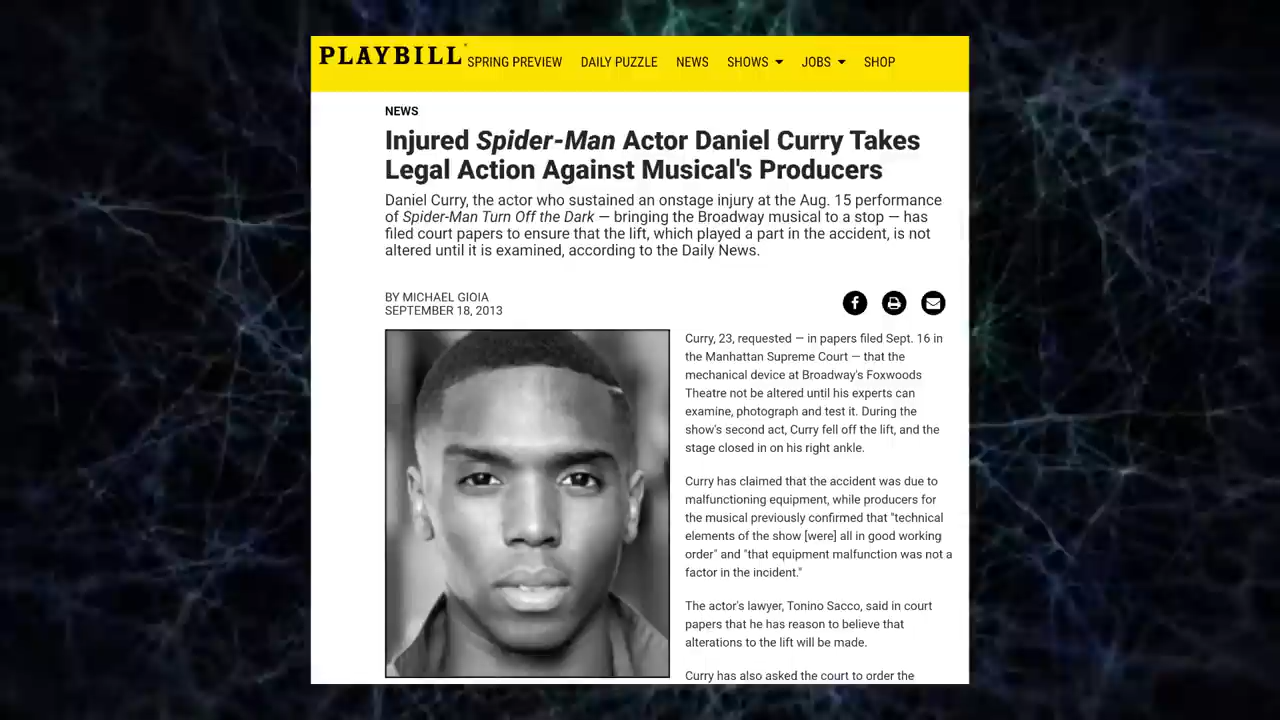 PLAYBILL
SPRING PREVIEW DAILY PUZZLE NEWS SHOWS JOBS SHOP
NEWS
Injured Spider-Man Actor Daniel Curry Takes
Legal Action Against Musical's Producers
Daniel Curry, the actor who sustained an onstage injury at the Aug. 15 performance
of Spider-Man Turn Off the Dark — bringing the Broadway musical to a stop — has
filed court papers to ensure that the lift, which played a part in the accident, is not
altered until it is examined, according to the Daily News.
BY MICHAEL GIOIA
SEPTEMBER 18, 2013
Curry, 23, requested — in papers filed Sept. 16 in
the Manhattan Supreme Court — that the
mechanical device at Broadway's Foxwoods
Theatre not be altered until his experts can
examine, photograph and test it. During the
show's second act, Curry fell off the lift, and the
stage closed in on his right ankle.
Curry has claimed that the accident was due to
malfunctioning equipment, while producers for
the musical previously confirmed that "technical
elements of the show [were] all in good working
order" and "that equipment malfunction was not a
factor in the incident."
The actor's lawyer, Tonino Sacco, said in court
papers that he has reason to believe that
alterations to the lift will be made.
Curry has also asked the court to order the